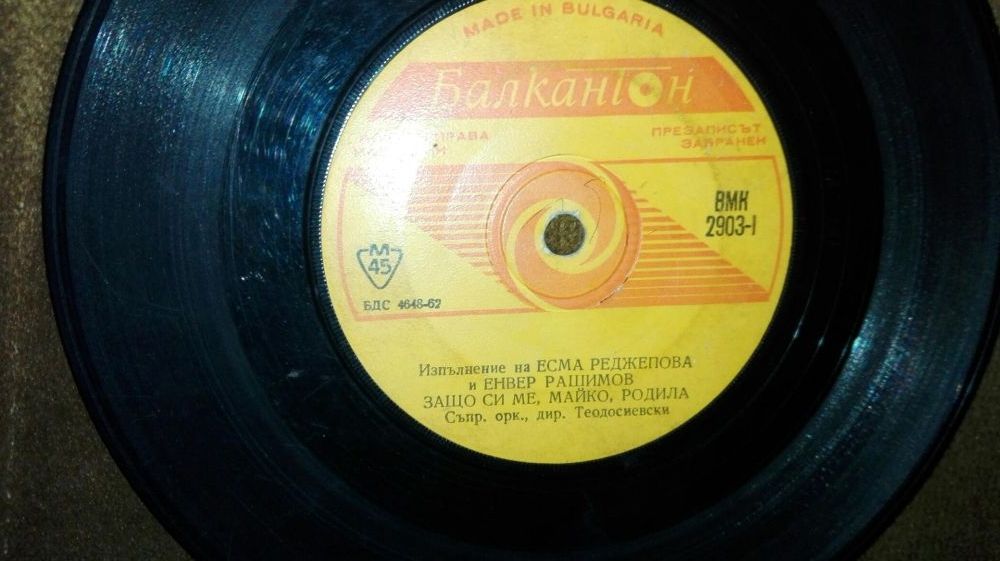 MADE IN BULGARIA
Балкантон
ПРАВА
ПРЕЗАПИСЪТ
ЗАБРАНЕН
ВМК
2903-I
М
45
БДС 4648-62
Изпълнение на ЕСМА РЕДЖЕПОВА
и ЕНВЕР РАШИМОВ
ЗАЩО СИ МЕ, МАЙКО, РОДИЛА
Съпр. орк., дир. Теодосиевски